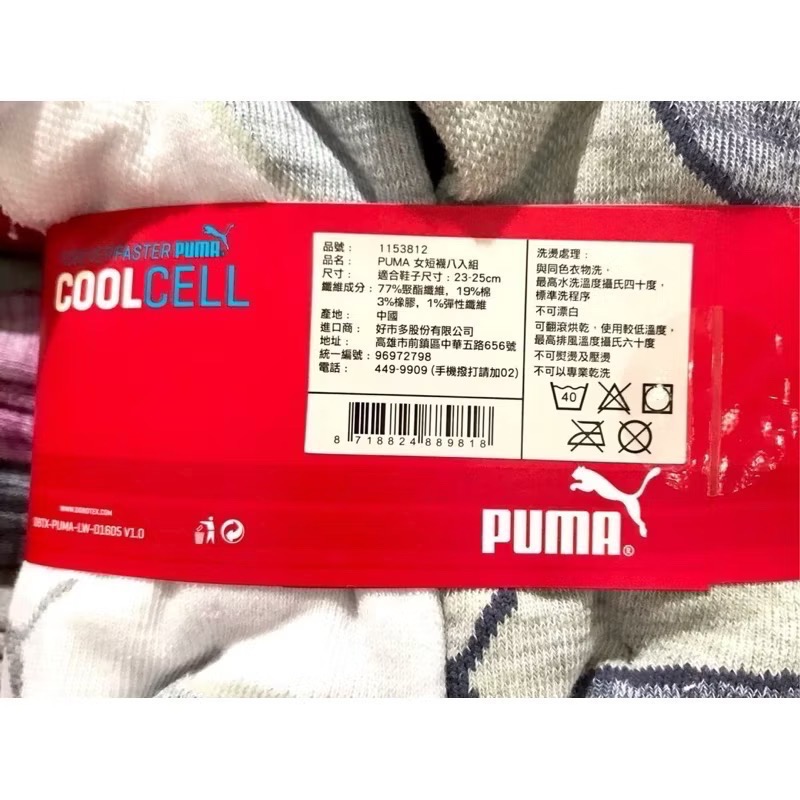 FASTER PUMA
COOLCELL
品號: 1153812
品名: PUMA 女短襪八入組
尺寸: 適合鞋子尺寸:23-25cm
纖維成分: 77%聚酯纖維,19%棉
3%橡膠,1%彈性纖維
產地: 中國
進口商: 好市多股份有限公司
地址: 高雄市前鎮區中華五路656號
統一編號: 96972798
電話: 449-9909 (手機撥打請加02)
8 718824 889818
洗燙處理:
與同色衣物洗,
最高水洗溫度攝氏四十度,
標準洗程序
不可漂白
可翻滾烘乾,使用較低溫度,
最高排風溫度攝氏六十度
不可熨燙及壓燙
不可以專業乾洗
40
PUMA®
DBTX-PUMA-LW-01605 V1.0